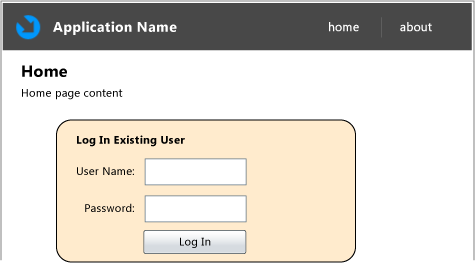 Application Name home about
Home
Home page content
Log In Existing User
User Name:
Password:
Log In